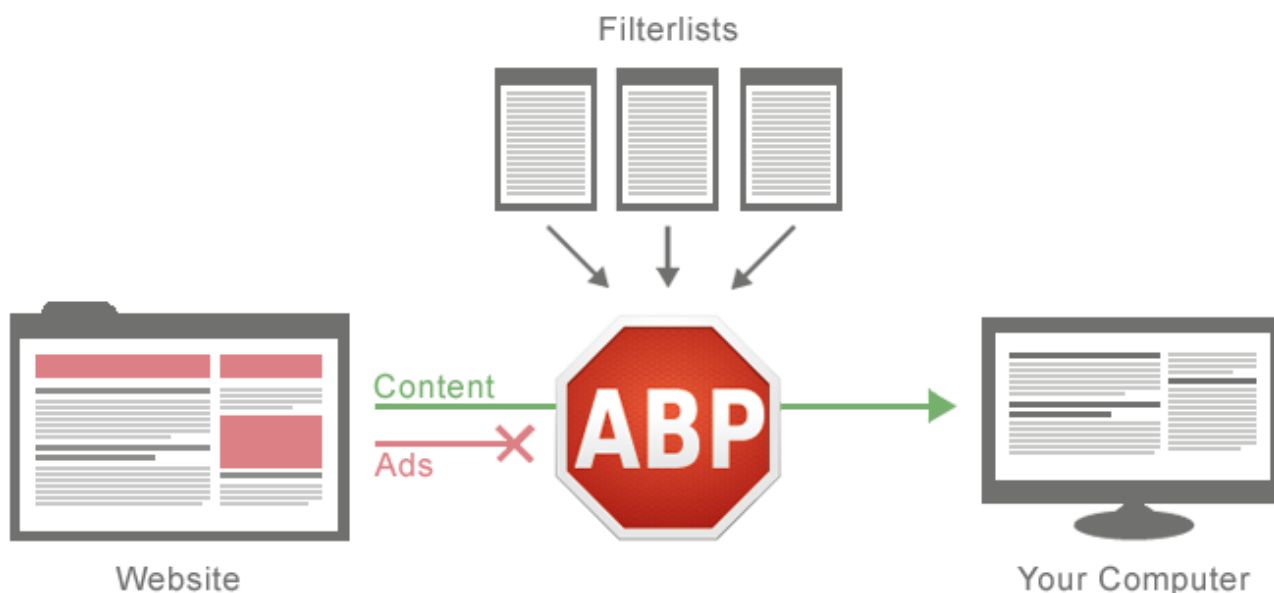 Filterlists
Content
ABP
Ads
Website
Your Computer